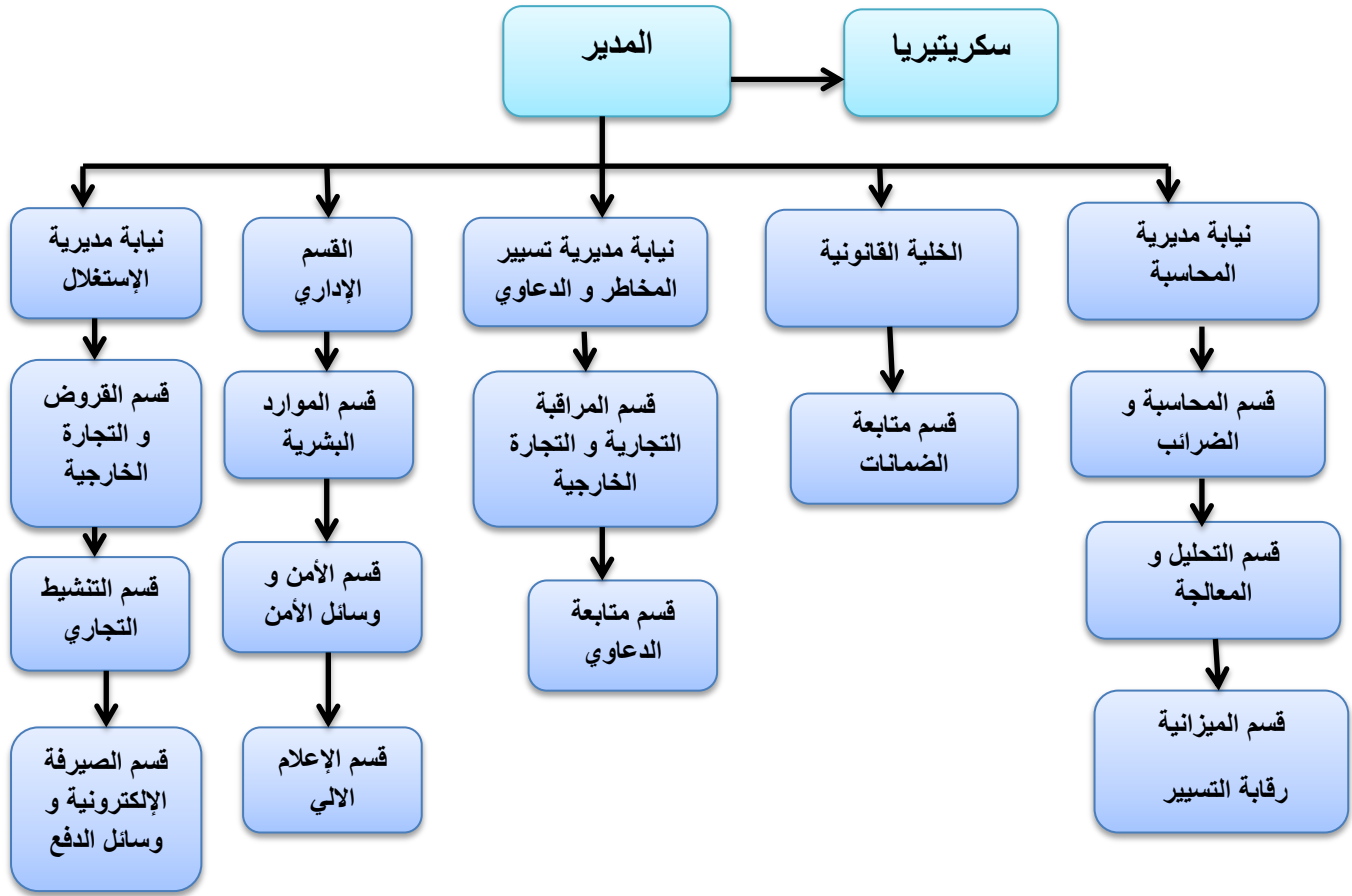 المدير
سكريتيريا
نيابة مديرية
المحاسبة
الخلية القانونية
نيابة مديرية تسيير
المخاطر و الدعاوي
القسم
الإداري
نيابة مديرية
الإستغلال
قسم المحاسبة و
الضرائب
قسم متابعة
الضمانات
قسم المراقبة
التجارية و التجارة
الخارجية
قسم الموارد
البشرية
قسم القروض
و التجارة
الخارجية
قسم التحليل و
المعالجة
قسم متابعة
الدعاوي
قسم الأمن و
وسائل الأمن
قسم التنشيط
التجاري
قسم الميزانية
رقابة التسيير
قسم الإعلام
الالي
قسم الصيرفة
الإلكترونية و
وسائل الدفع